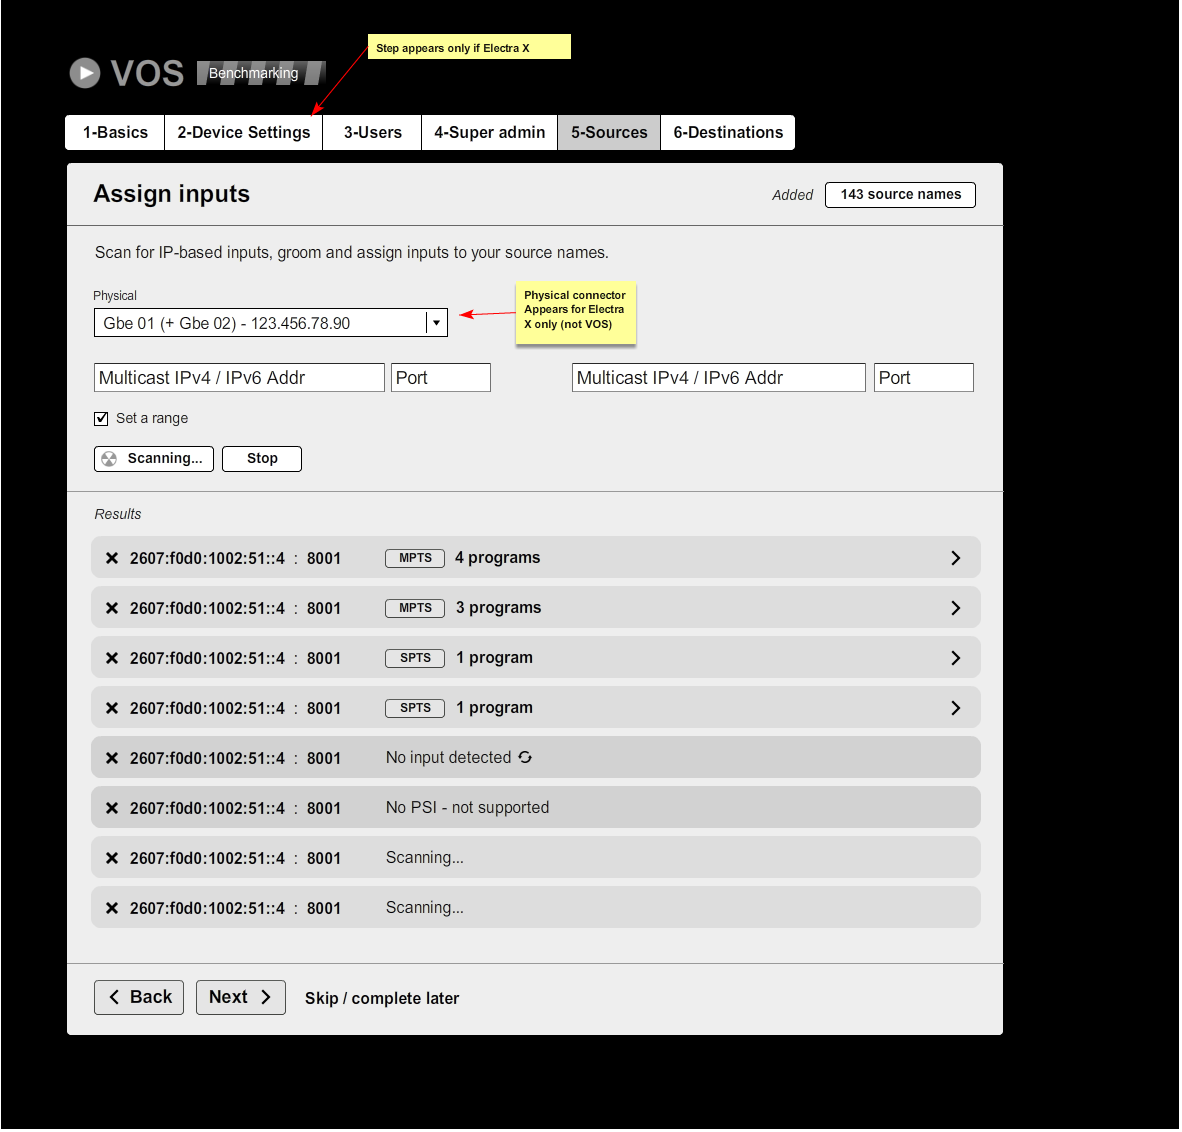 Step appears only if Electra X
VOS Benchmarking
1-Basics 2-Device Settings 3-Users 4-Super admin 5-Sources 6-Destinations
Assign inputs Added 143 source names
Scan for IP-based inputs, groom and assign inputs to your source names.
Physical
Gbe 01 (+ Gbe 02) - 123.456.78.90
Physical connector
Appears for Electra
X only (not VOS)
Multicast IPv4 / IPv6 Addr Port Multicast IPv4 / IPv6 Addr Port
Set a range
Scanning... Stop
Results
2607:f0d0:1002:51::4 : 8001 MPTS 4 programs
2607:f0d0:1002:51::4 : 8001 MPTS 3 programs
2607:f0d0:1002:51::4 : 8001 SPTS 1 program
2607:f0d0:1002:51::4 : 8001 SPTS 1 program
2607:f0d0:1002:51::4 : 8001 No input detected
2607:f0d0:1002:51::4 : 8001 No PSI - not supported
2607:f0d0:1002:51::4 : 8001 Scanning...
2607:f0d0:1002:51::4 : 8001 Scanning...
Back Next Skip / complete later